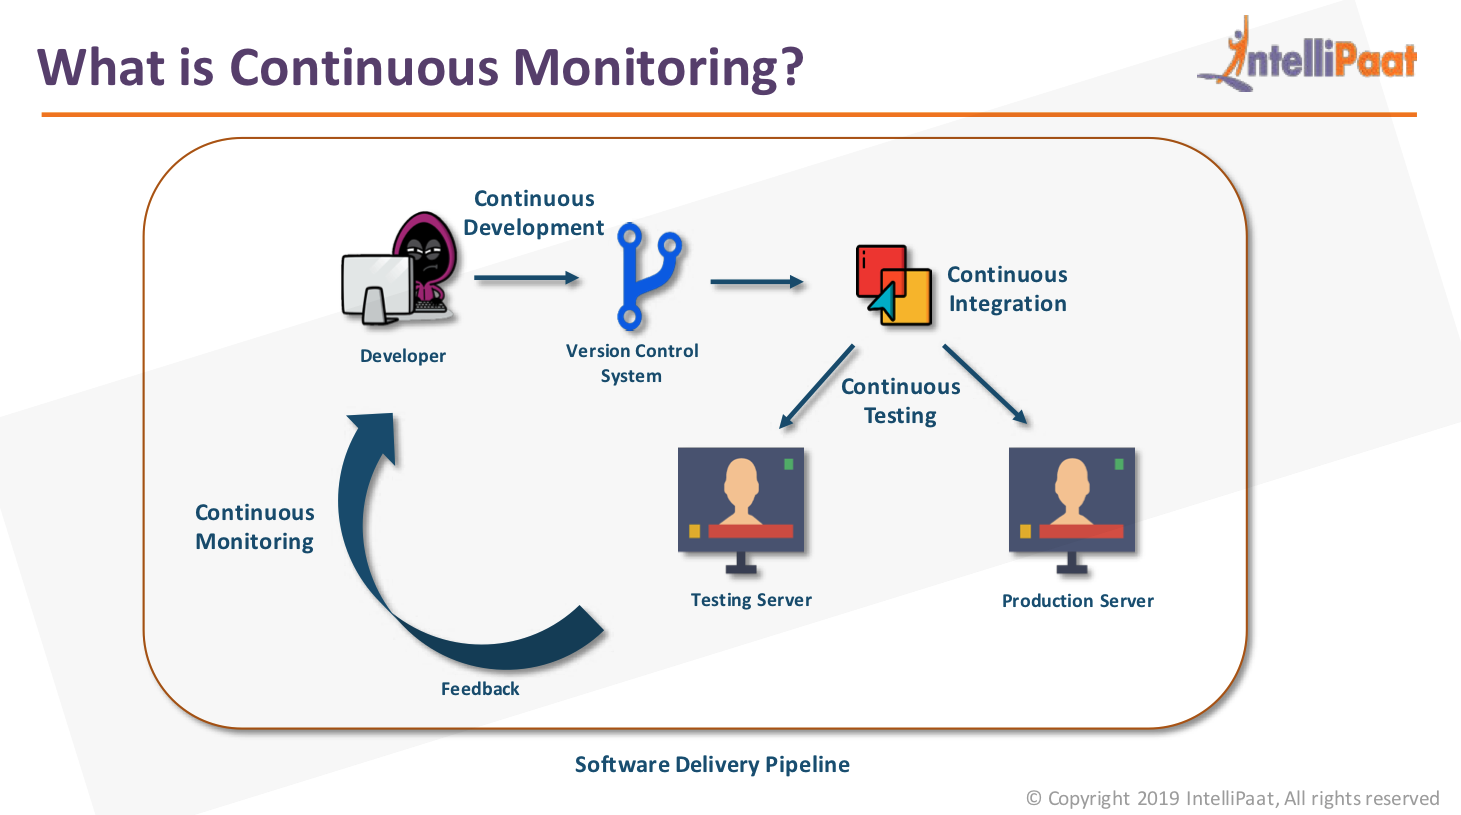 What is Continuous Monitoring?
IntelliPaat
Continuous
Development
Continuous
Integration
Developer
Version Control
System
Continuous
Testing
Continuous
Monitoring
Testing Server
Production Server
Feedback
Software Delivery Pipeline
© Copyright 2019 IntelliPaat, All rights reserved